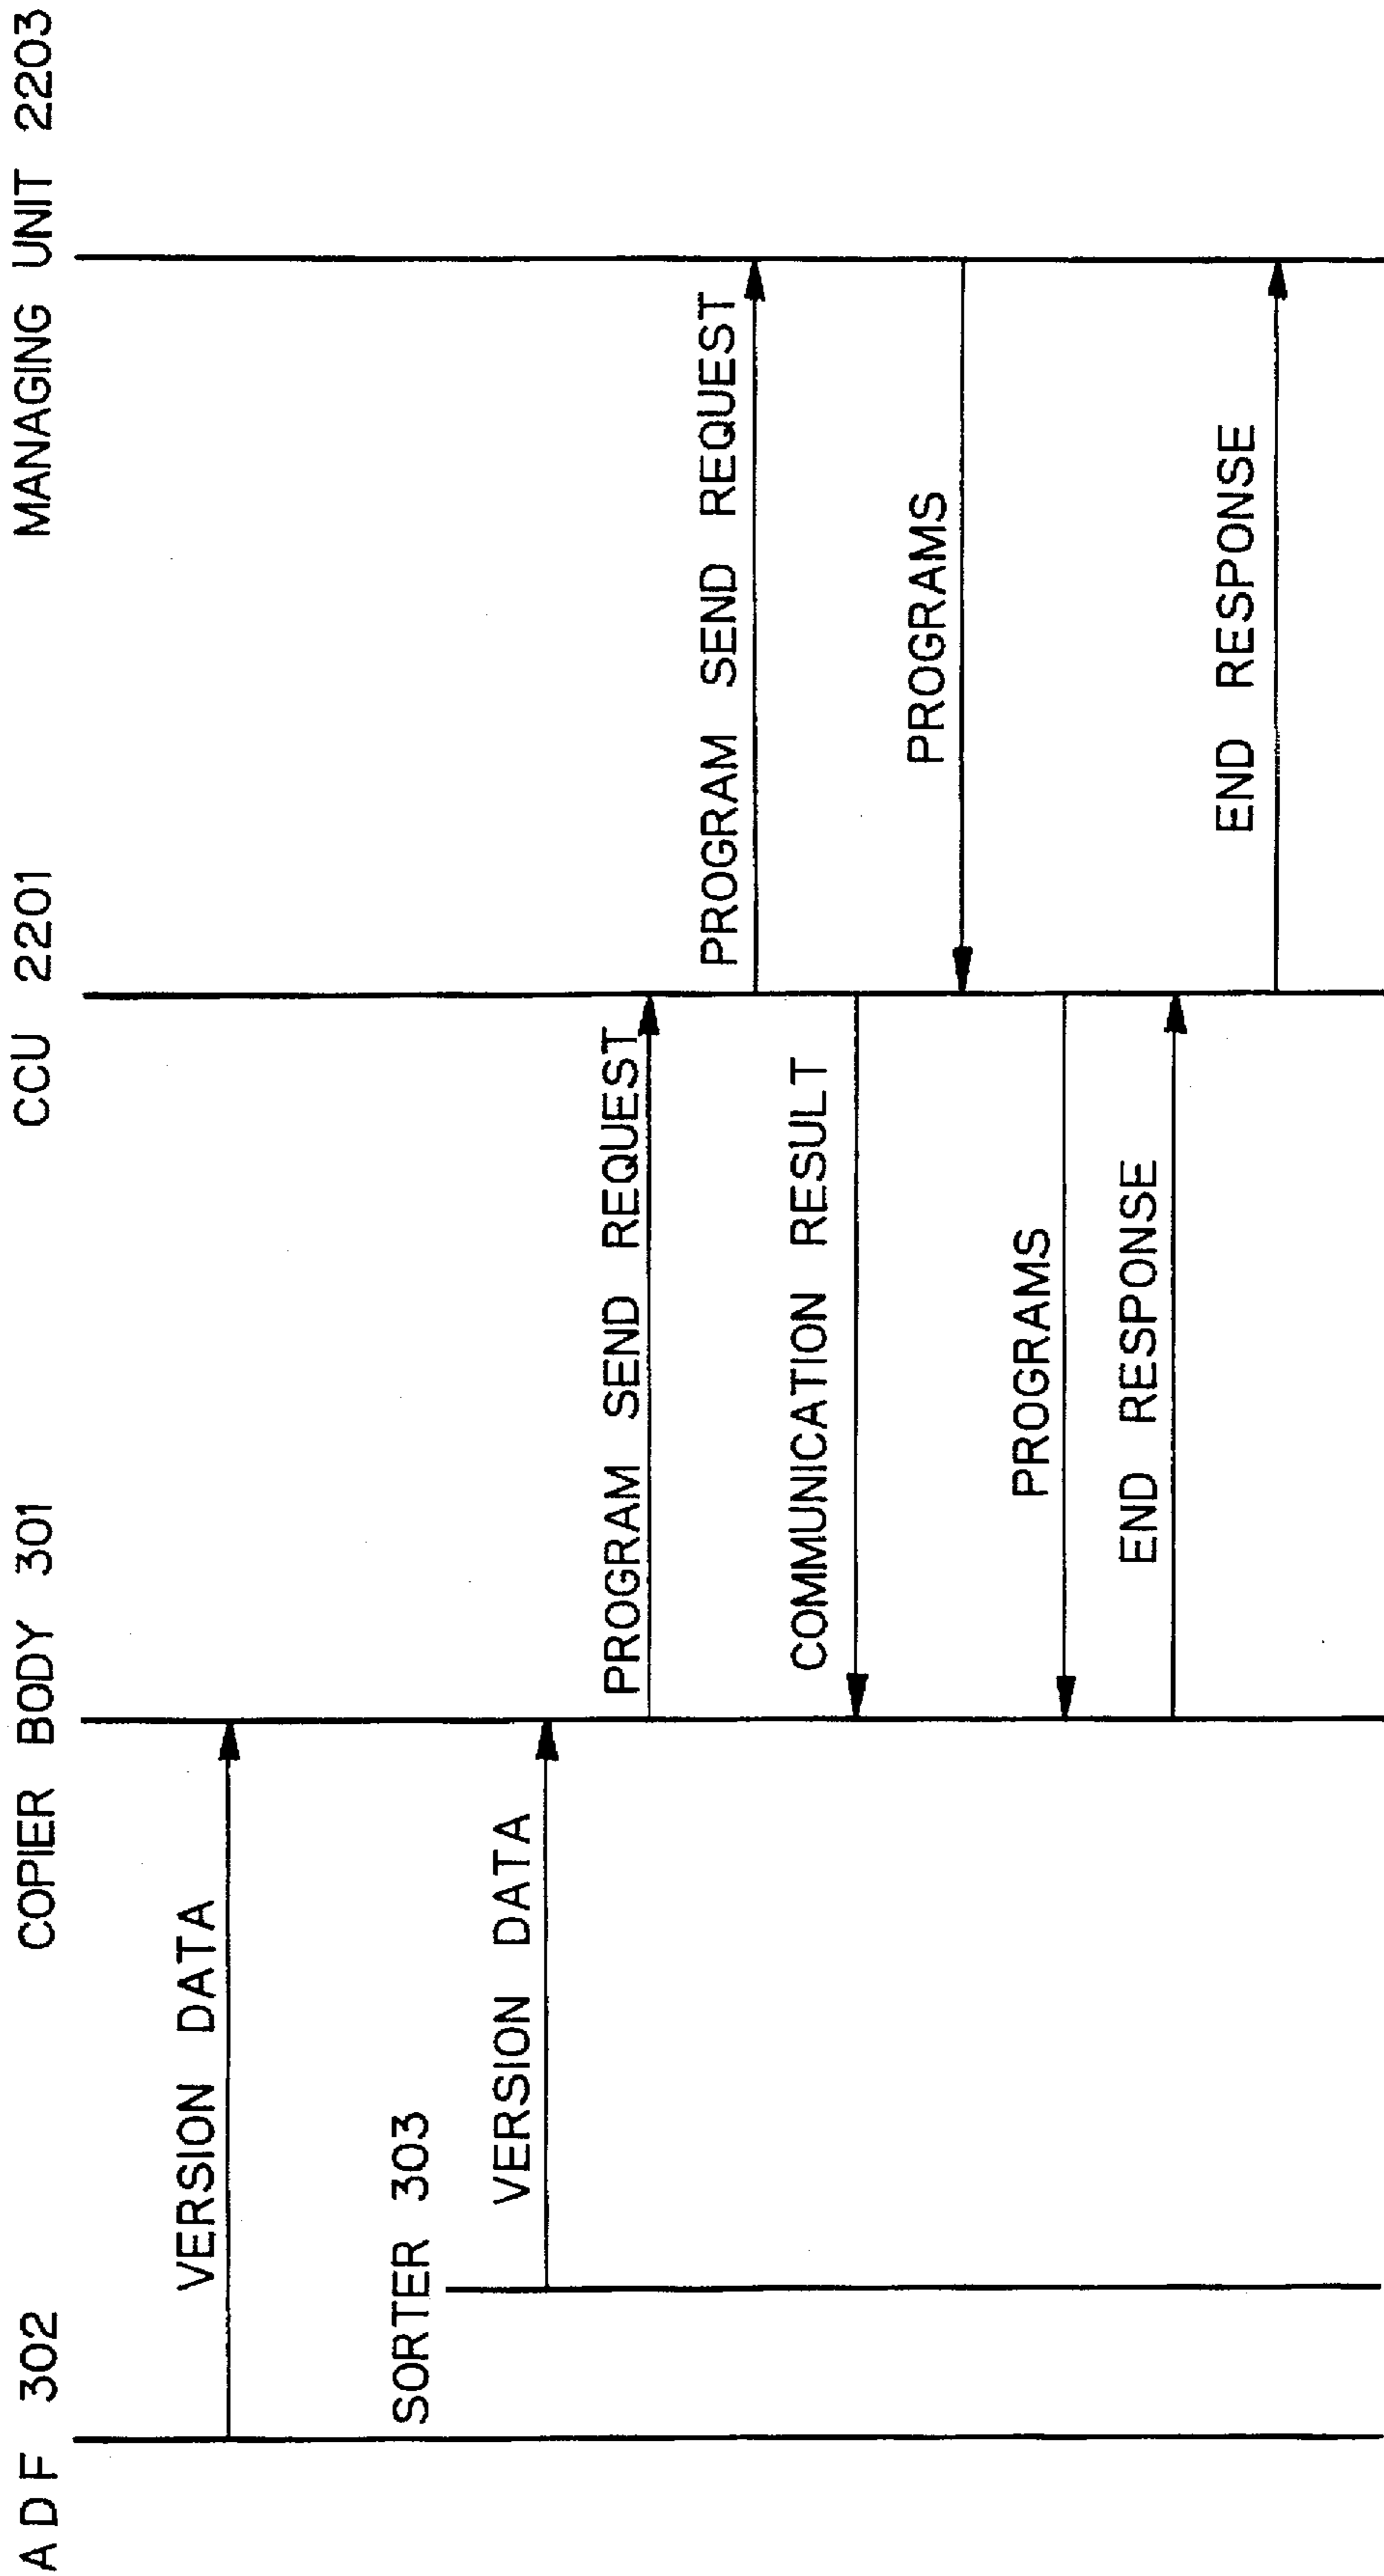 ADF 302
COPIER BODY 301
CCU 2201
MANAGING UNIT 2203
VERSION DATA
SORTER 303
VERSION DATA
PROGRAM SEND REQUEST
PROGRAM SEND REQUEST
COMMUNICATION RESULT
PROGRAMS
PROGRAMS
END RESPONSE
END RESPONSE